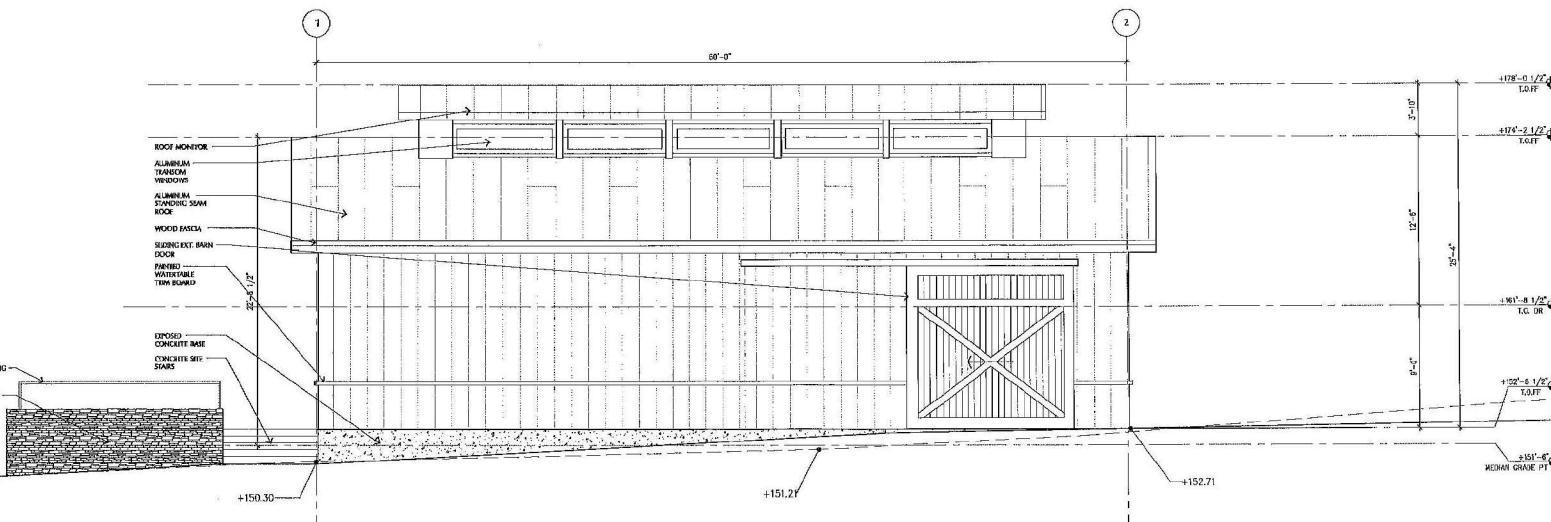 1
2
60'-0"
+178'-0 1/2"
T.O.FF
3'-10"
+174'-2 1/2"
T.O.FF
ROOF MONITOR
ALUMINUM
TRANSOM
WINDOWS
ALUMINUM
STANDING SEAM
ROOF
WOOD FASCIA
SLIDING EXT. BARN
DOOR
PAINTED
WATERTABLE
TRIM BOARD
22'-8 1/2"
12'-6"
25'-4"
+161'-8 1/2"
T.O. DR
EXPOSED
CONCRETE BASE
CONCRETE SITE
STAIRS
9'-4"
+152'-8 1/2"
T.O.FF
+151'-6"
MEDIAN GRADE PT
+150.30
+151.21
+152.71